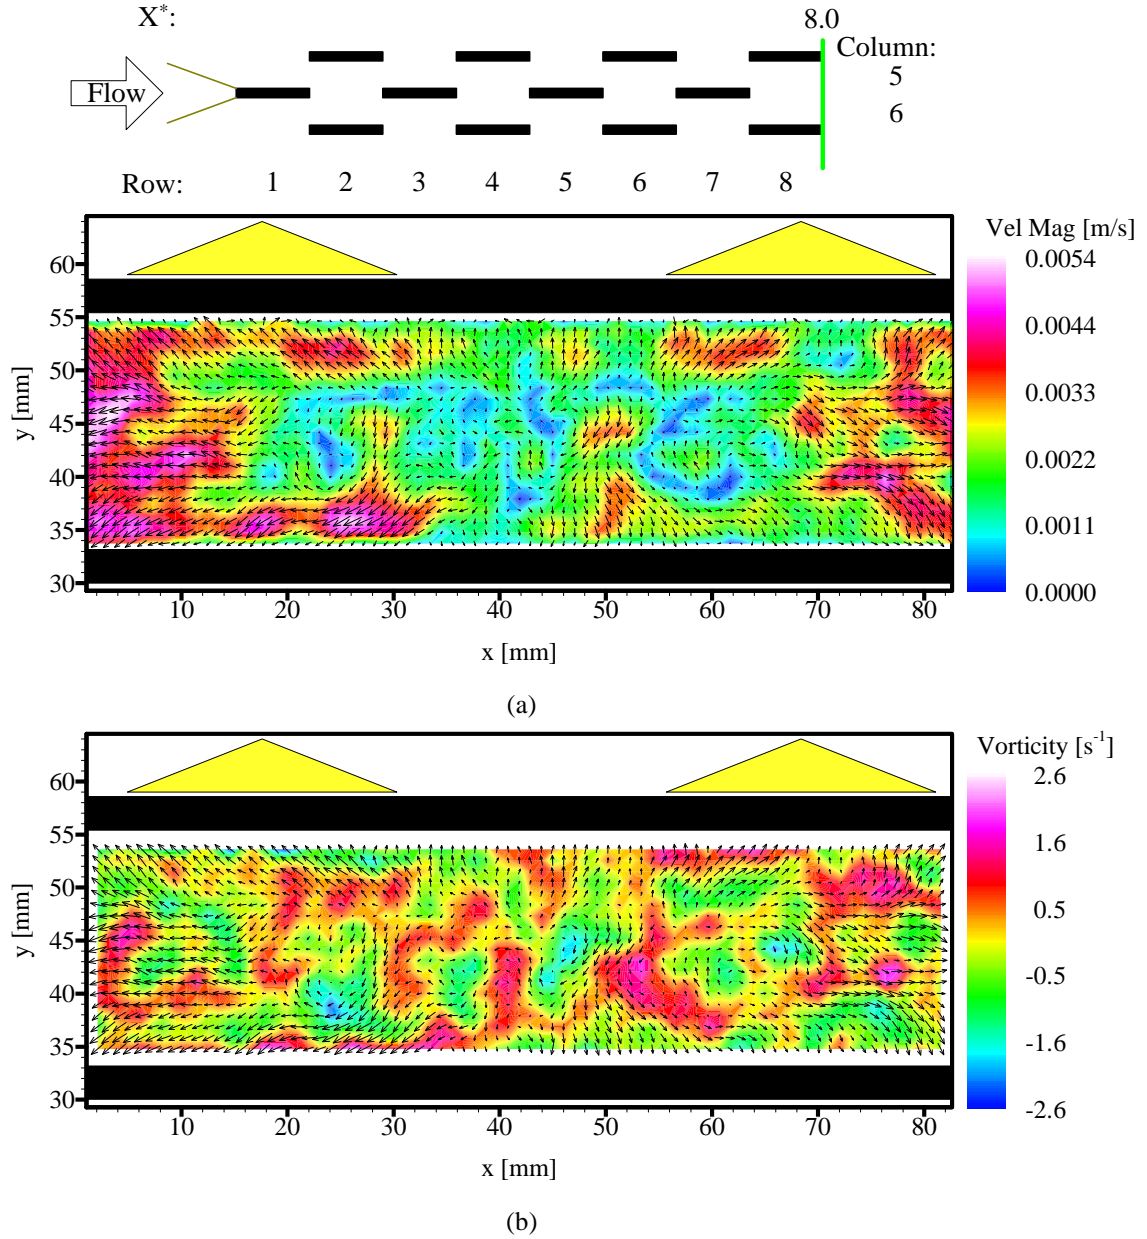 X*: 8.0
Column:
5
Flow
6
Row: 1 2 3 4 5 6 7 8
Vel Mag [m/s]
60
55
50
45
40
35
30
y [mm]
0.0054
0.0044
0.0033
0.0022
0.0011
0.0000
10 20 30 40 50 60 70 80
x [mm]
(a)
Vorticity [s-1]
60
55
50
45
40
35
30
y [mm]
2.6
1.6
0.5
-0.5
-1.6
-2.6
10 20 30 40 50 60 70 80
x [mm]
(b)